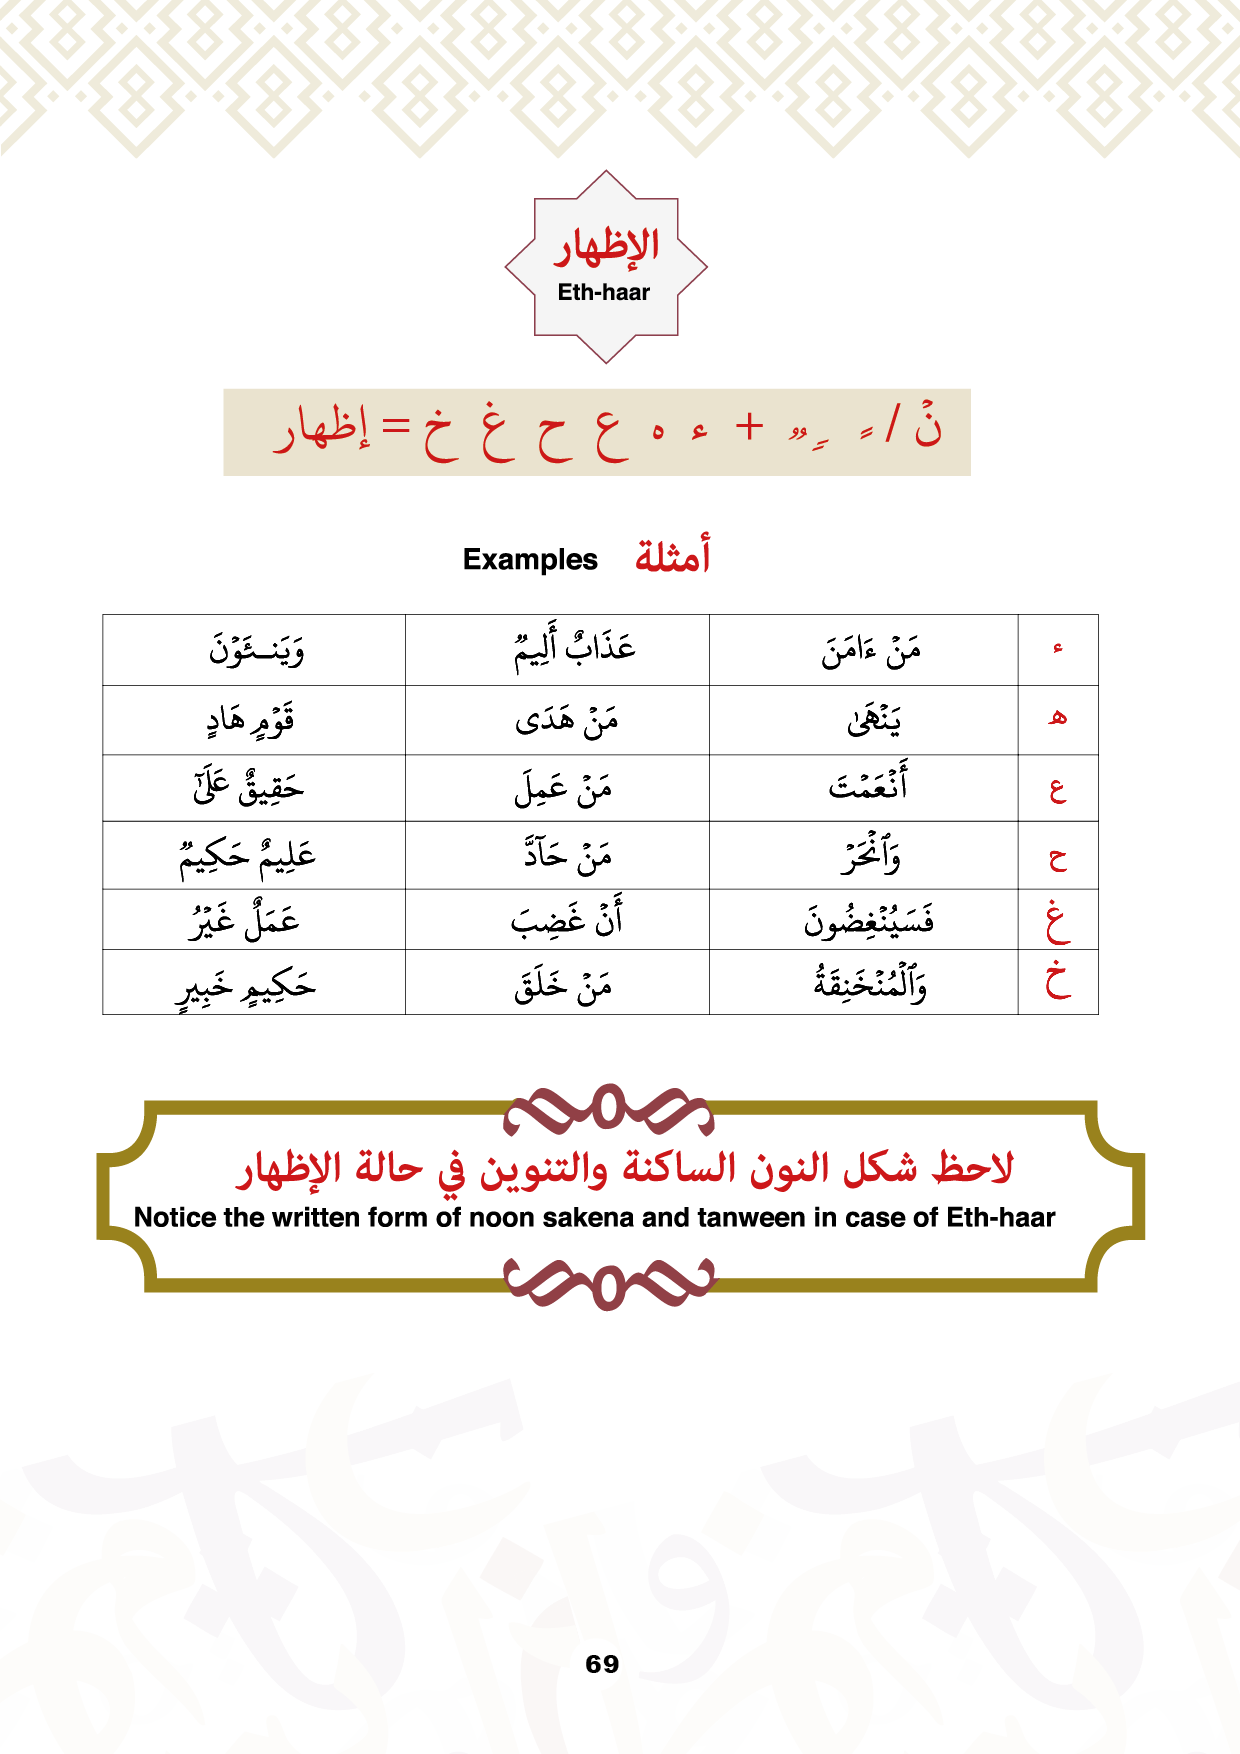 الإظهار
Eth-haar
نۡ / ـً ـٍ ـٌ + ء ه ع ح غ خ = إظهار
أمثلة Examples
ء مَنۡ ءَامَنَ عَذَابٌ أَلِيمٞ وَيَنۡـَٔوۡنَ
ه يَنۡهَىٰ مَنۡ هَدَى قَوۡمٍ هَادٍ
ع أَنۡعَمۡتَ مَنۡ عَمِلَ حَقِيقٌ عَلَىٰٓ
ح وَٱنۡحَرۡ مَنۡ حَآدَّ عَلِيمٌ حَكِيمٞ
غ فَسَيُنۡغِضُونَ أَنۡ غَضِبَ عَمَلٌ غَيۡرُ
خ وَٱلۡمُنۡخَنِقَةُ مَنۡ خَلَقَ حَكِيمٍ خَبِيرٍ
لاحظ شكل النون الساكنة والتنوين في حالة الإظهار
Notice the written form of noon sakena and tanween in case of Eth-haar
69